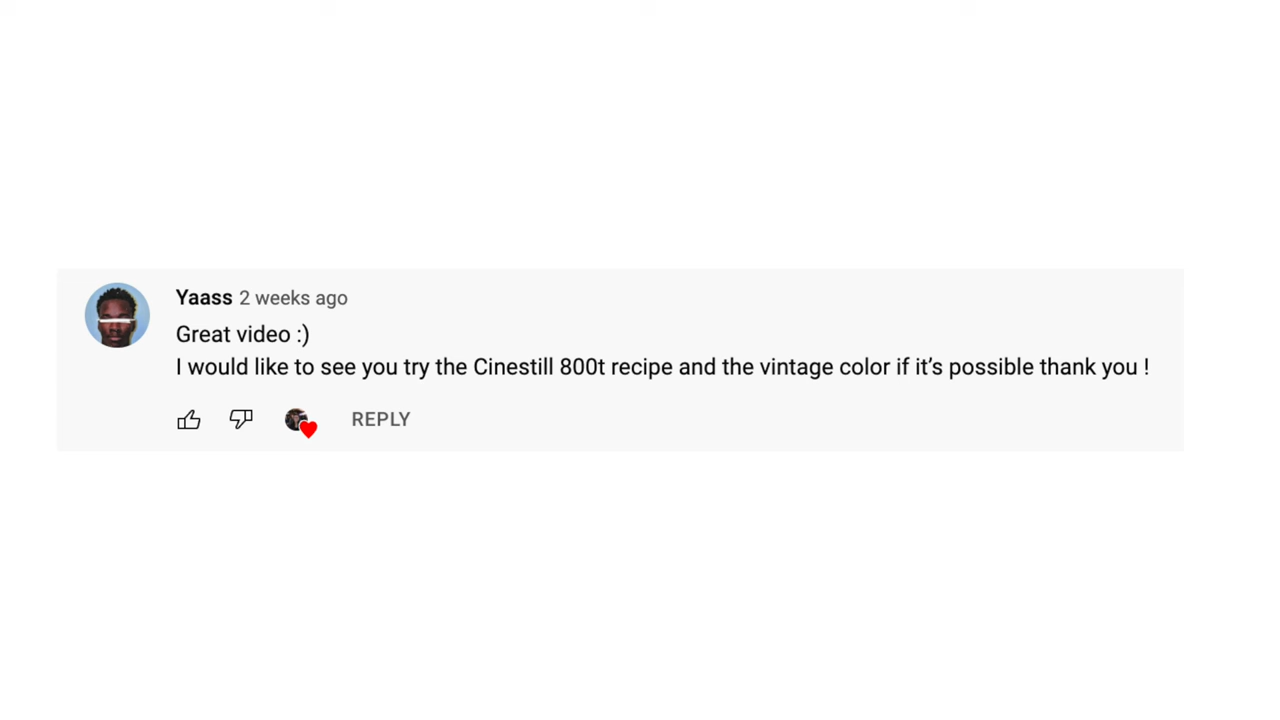 Yaass 2 weeks ago
Great video :)
I would like to see you try the Cinestill 800t recipe and the vintage color if it’s possible thank you !
REPLY